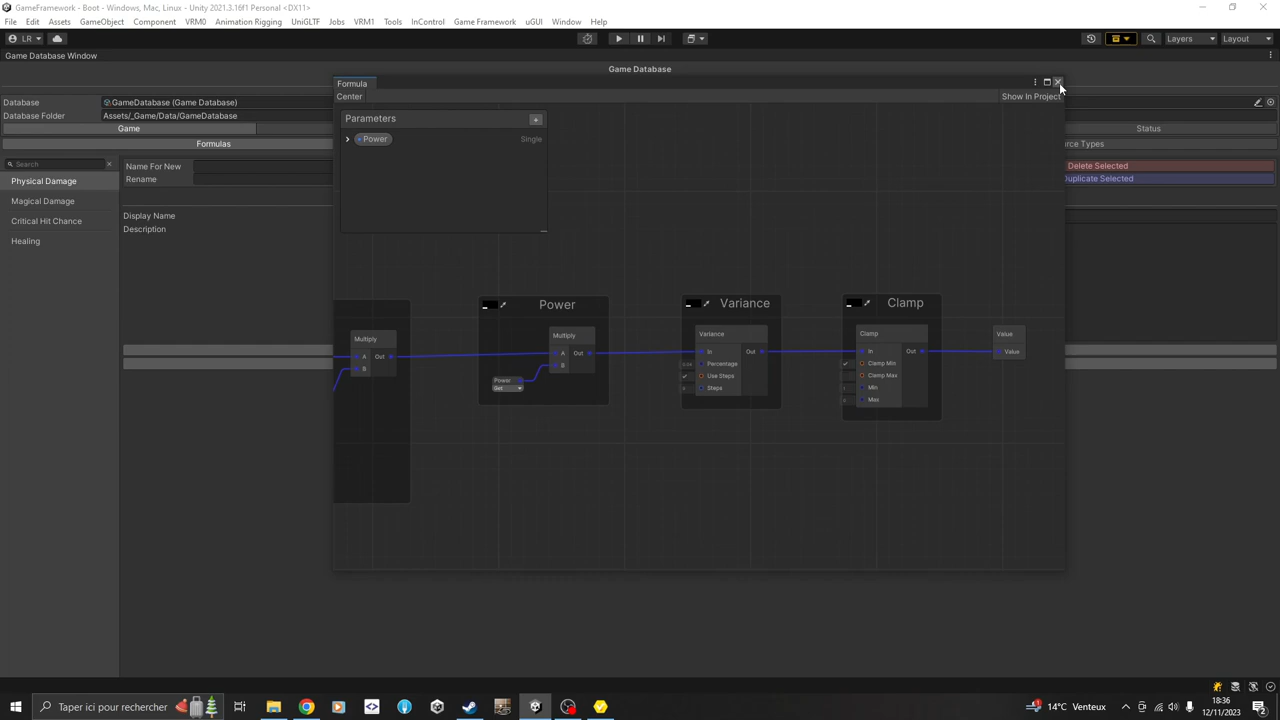 GameFramework - Boot - Windows, Mac, Linux - Unity 2021.3.16f1 Personal <DX11>
File Edit Assets GameObject Component VRM0 Animation Rigging UniGLTF Jobs VRM1 Tools InControl Game Framework uGUI Window Help
LR Layers Layout
Game Database Window
Game Database
Database GameDatabase (Game Database)
Database Folder Assets/_Game/Data/GameDatabase
Game Status
Formulas rce Types
Search
Name For New
Rename
Delete Selected
Duplicate Selected
Physical Damage
Magical Damage
Critical Hit Chance
Healing
Display Name
Description
Formula
Center Show In Project
Parameters +
Power Single
Multiply
A Out
B
Power
Multiply
A Out
B
Power
Get
Variance
Variance
In Out
Percentage
Use Steps
Steps
Clamp
Clamp
In Out
Clamp Min
Clamp Max
Min
Max
Value
Value
Taper ici pour rechercher
14°C Venteux
18:36
12/11/2023